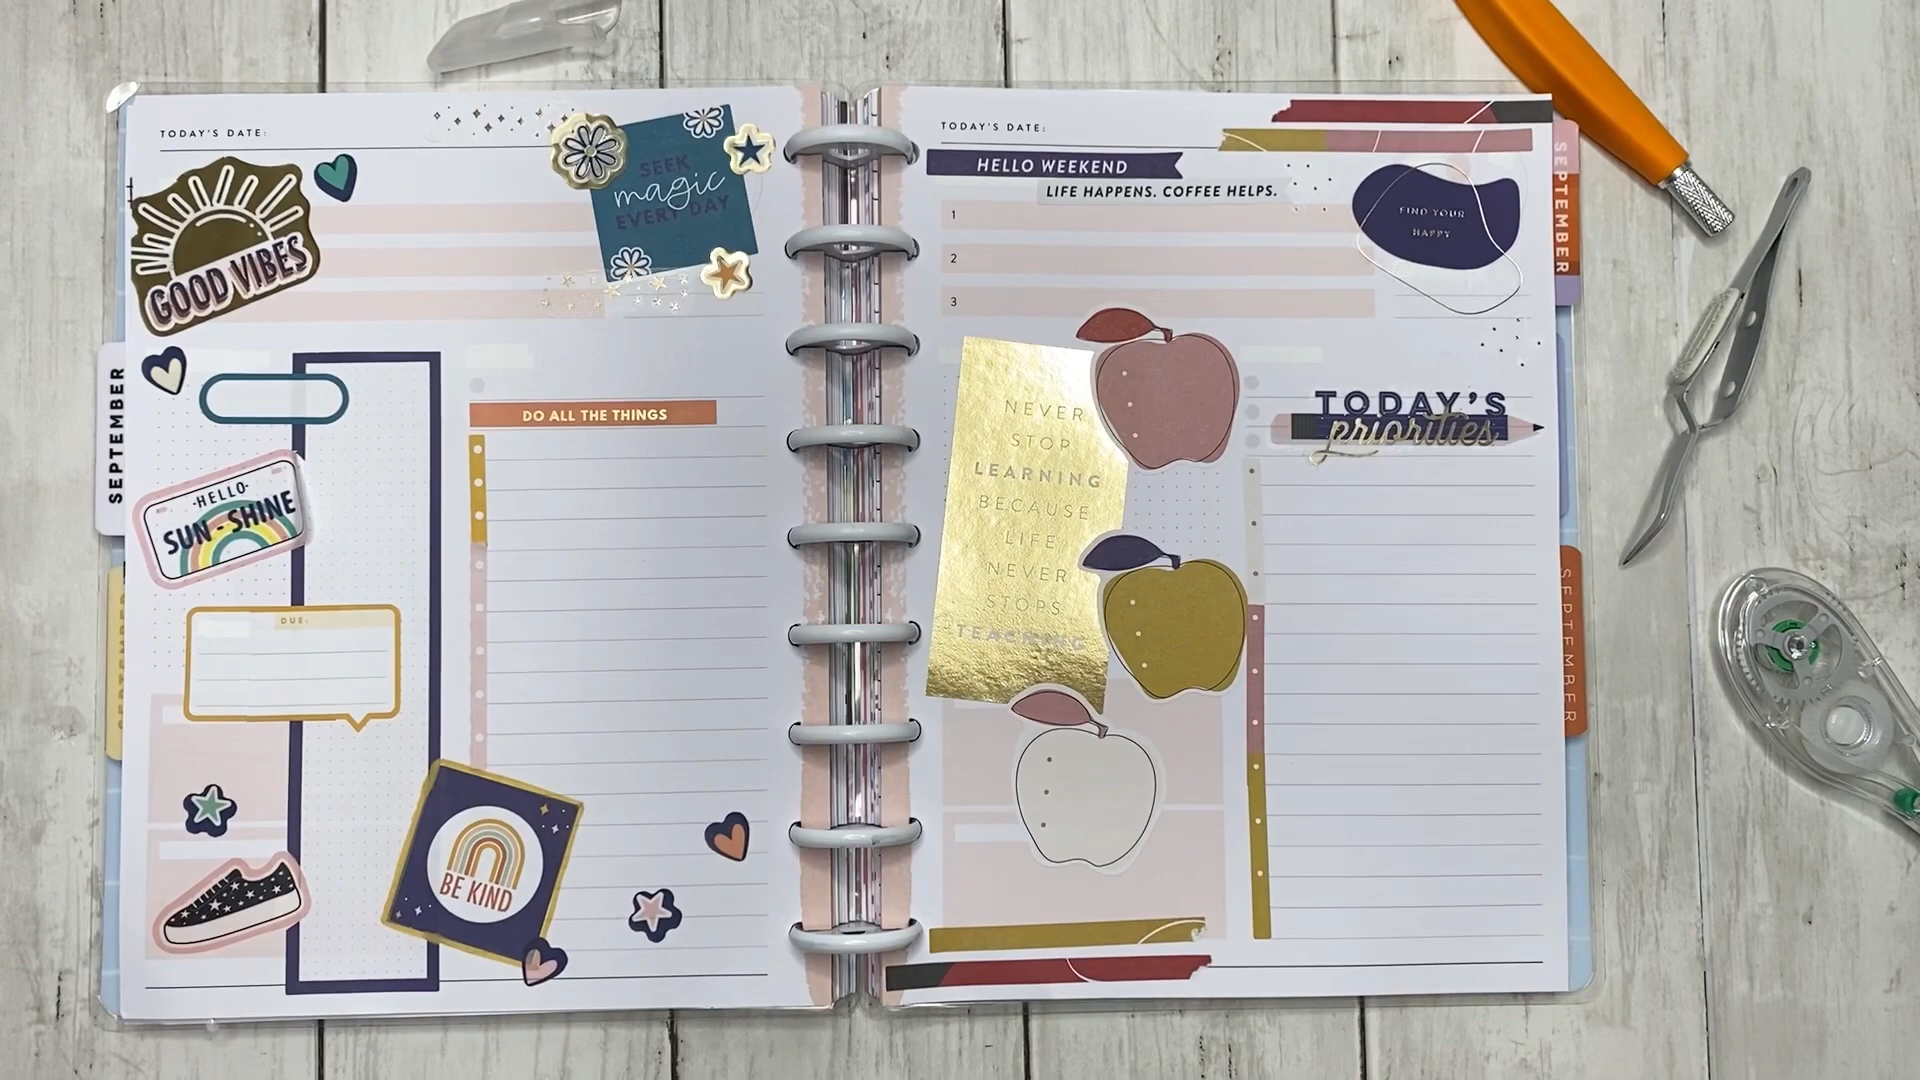 TODAY'S DATE:
SEEK
magic
EVERY DAY
GOOD VIBES
SEPTEMBER
DO ALL THE THINGS
·HELLO·
SUN-SHINE
DUE:
SEPTEMBER
BE KIND
TODAY'S DATE:
HELLO WEEKEND
LIFE HAPPENS. COFFEE HELPS.
1
2
3
FIND YOUR
HAPPY
SEPTEMBER
NEVER
STOP
LEARNING
BECAUSE
LIFE
NEVER
STOPS
TEACHING
TODAY'S
priorities
SEPTEMBER